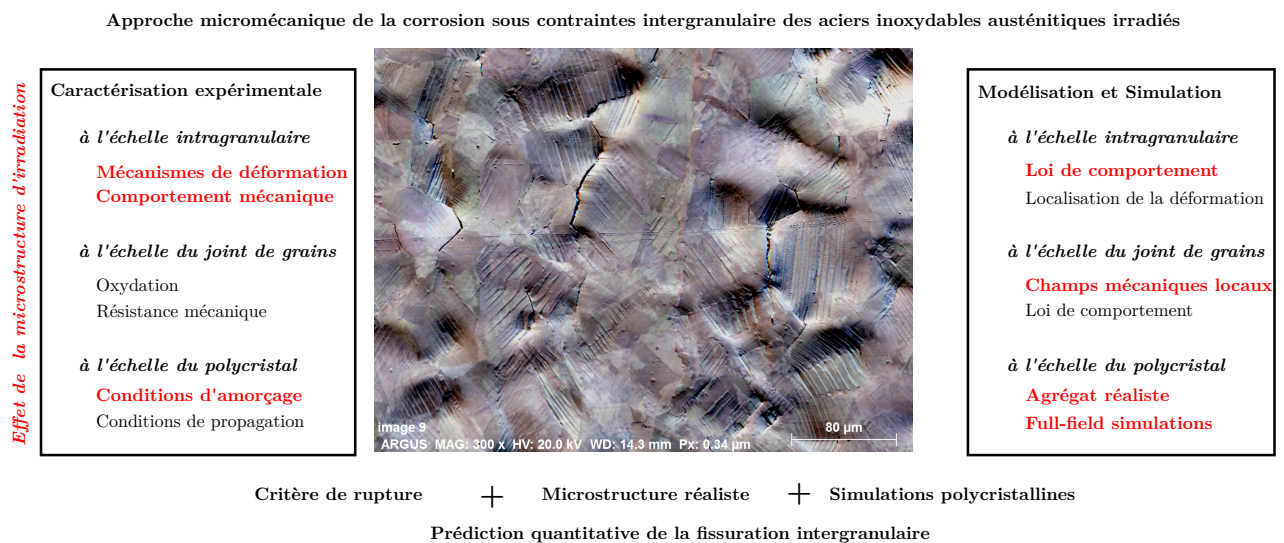 Approche micromécanique de la corrosion sous contraintes intergranulaire des aciers inoxydables austénitiques irradiés
Effet de la microstructure d'irradiation
Caractérisation expérimentale
à l'échelle intragranulaire
Mécanismes de déformation
Comportement mécanique
à l'échelle du joint de grains
Oxydation
Résistance mécanique
à l'échelle du polycristal
Conditions d'amorçage
Conditions de propagation
image 9
80 µm
ARGUS MAG: 300 x HV: 20.0 kV WD: 14.3 mm Px: 0.34 µm
Modélisation et Simulation
à l'échelle intragranulaire
Loi de comportement
Localisation de la déformation
à l'échelle du joint de grains
Champs mécaniques locaux
Loi de comportement
à l'échelle du polycristal
Agrégat réaliste
Full-field simulations
Critère de rupture + Microstructure réaliste + Simulations polycristallines
Prédiction quantitative de la fissuration intergranulaire